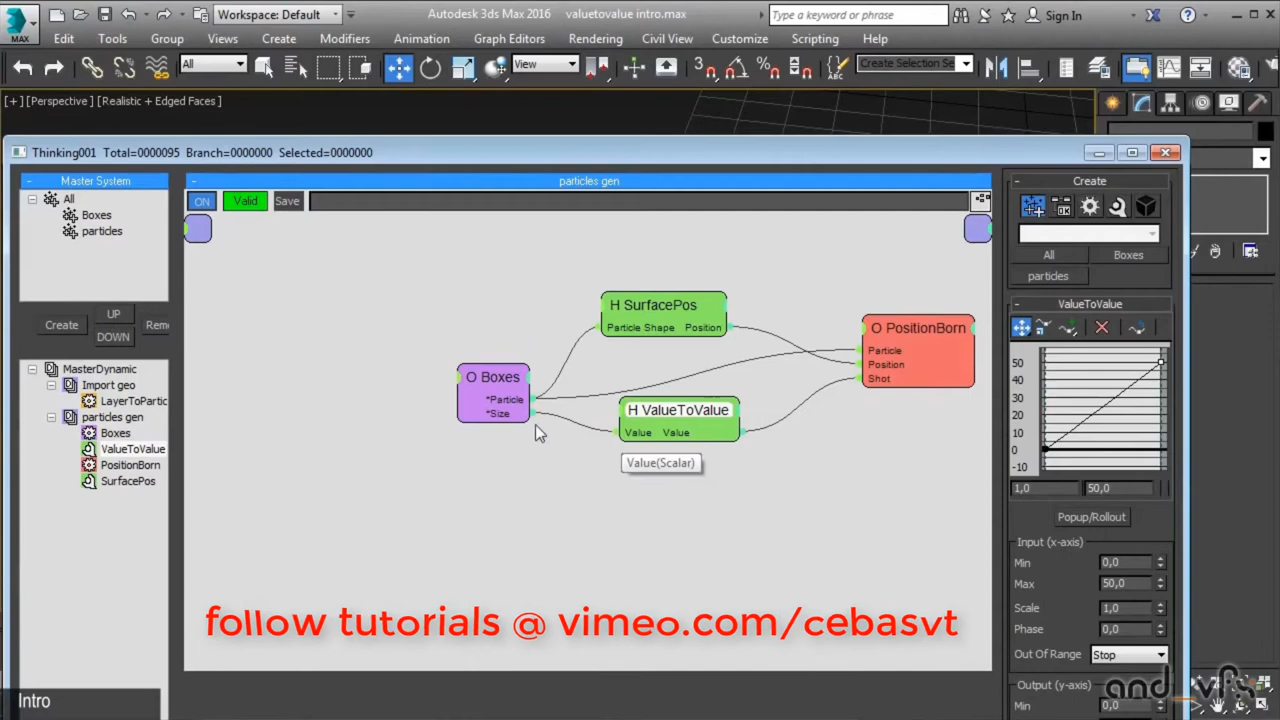 Workspace: Default
Autodesk 3ds Max 2016 valuetovalue intro.max
Type a keyword or phrase
Sign In
MAX
Edit Tools Group Views Create Modifiers Animation Graph Editors Rendering Civil View Customize Scripting Help
All
View
3
Create Selection Se
[+] [Perspective ] [Realistic + Edged Faces ]
Thinking001 Total=0000095 Branch=0000000 Selected=0000000
Master System
particles gen
Create
ON Valid Save
All
Boxes
particles
All Boxes
particles
Create UP Remo
DOWN
MasterDynamic
Import geo
LayerToPartic
particles gen
Boxes
ValueToValue
PositionBorn
SurfacePos
H SurfacePos
Particle Shape Position
O PositionBorn
Particle
Position
Shot
O Boxes
*Particle
*Size
H ValueToValue
Value Value
Value(Scalar)
ValueToValue
50
40
30
20
10
0
-10
1,0 50,0
Popup/Rollout
Input (x-axis)
Min 0,0
Max 50,0
Scale 1,0
Phase 0,0
Out Of Range Stop
Output (y-axis)
Min 0,0
follow tutorials @ vimeo.com/cebasvt
Intro
and_vfs